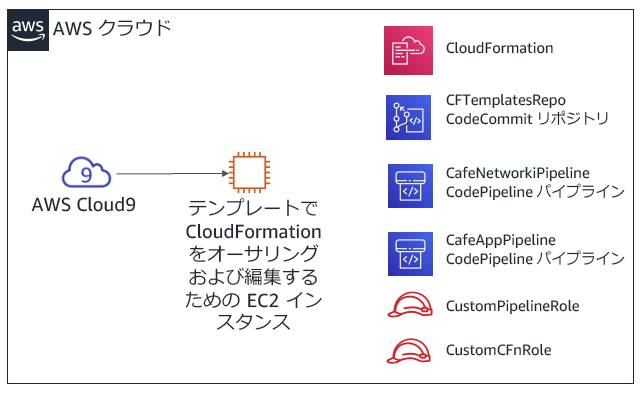 aws
AWS クラウド
CloudFormation
CFTemplatesRepo
CodeCommit リポジトリ
9
AWS Cloud9
テンプレートで
CloudFormation
をオーサリング
および編集する
ための EC2 イン
スタンス
CafeNetworkiPipeline
CodePipeline パイプライン
CafeAppPipeline
CodePipeline パイプライン
CustomPipelineRole
CustomCFnRole